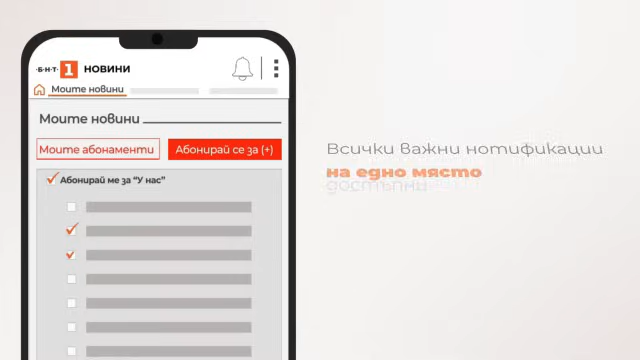 ·Б·Н·Т· 1 НОВИНИ
Моите новини
Моите новини
Моите абонаменти
Абонирай се за (+)
Абонирай ме за "У нас"
Всички важни нотификации
на едно място